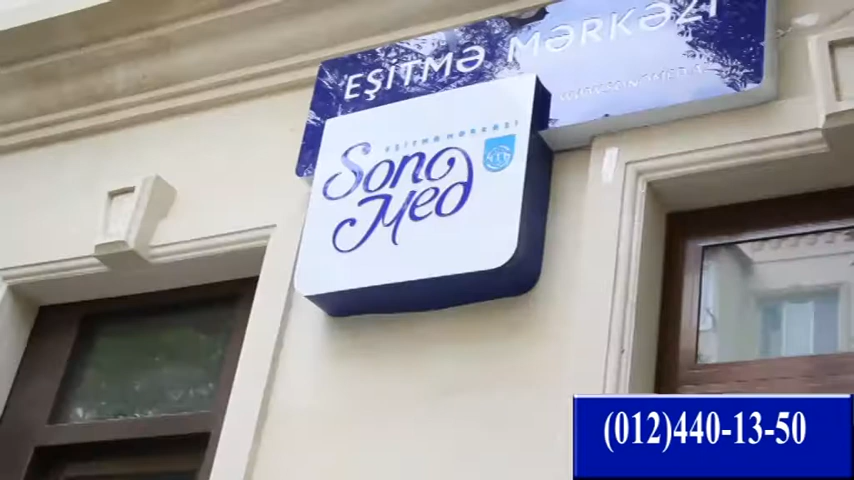 EŞİTMƏ MƏRKƏZİ
EŞİTMƏ MƏRKƏZİ
Sono
Med
(012)440-13-50